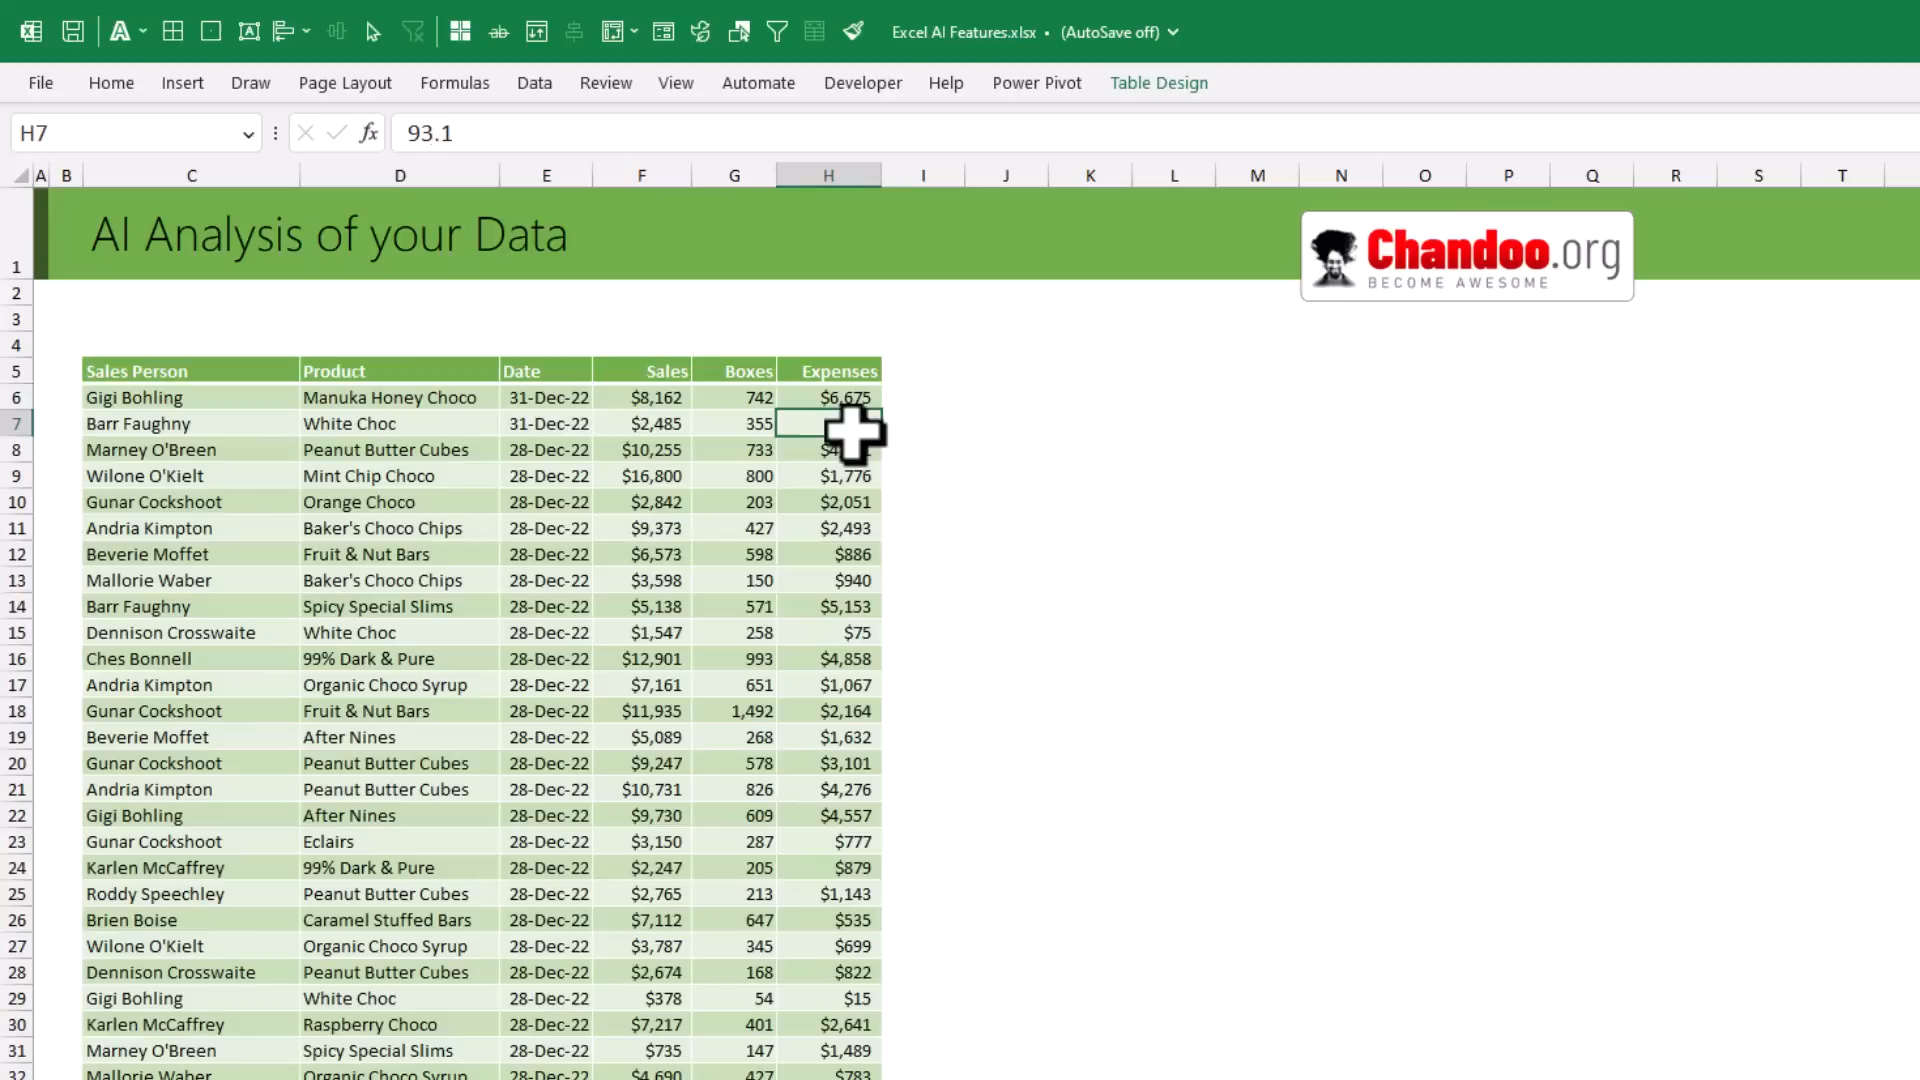 Excel AI Features.xlsx • (AutoSave off)
File Home Insert Draw Page Layout Formulas Data Review View Automate Developer Help Power Pivot Table Design
H7 fx 93.1
A B C D E F G H I J K L M N O P Q R S T
1 AI Analysis of your Data
Chandoo.org
BECOME AWESOME
2
3
4
5 Sales Person Product Date Sales Boxes Expenses
6 Gigi Bohling Manuka Honey Choco 31-Dec-22 $8,162 742 $6,675
7 Barr Faughny White Choc 31-Dec-22 $2,485 355
8 Marney O'Breen Peanut Butter Cubes 28-Dec-22 $10,255 733
9 Wilone O'Kielt Mint Chip Choco 28-Dec-22 $16,800 800 $1,776
10 Gunar Cockshoot Orange Choco 28-Dec-22 $2,842 203 $2,051
11 Andria Kimpton Baker's Choco Chips 28-Dec-22 $9,373 427 $2,493
12 Beverie Moffet Fruit & Nut Bars 28-Dec-22 $6,573 598 $886
13 Mallorie Waber Baker's Choco Chips 28-Dec-22 $3,598 150 $940
14 Barr Faughny Spicy Special Slims 28-Dec-22 $5,138 571 $5,153
15 Dennison Crosswaite White Choc 28-Dec-22 $1,547 258 $75
16 Ches Bonnell 99% Dark & Pure 28-Dec-22 $12,901 993 $4,858
17 Andria Kimpton Organic Choco Syrup 28-Dec-22 $7,161 651 $1,067
18 Gunar Cockshoot Fruit & Nut Bars 28-Dec-22 $11,935 1,492 $2,164
19 Beverie Moffet After Nines 28-Dec-22 $5,089 268 $1,632
20 Gunar Cockshoot Peanut Butter Cubes 28-Dec-22 $9,247 578 $3,101
21 Andria Kimpton Peanut Butter Cubes 28-Dec-22 $10,731 826 $4,276
22 Gigi Bohling After Nines 28-Dec-22 $9,730 609 $4,557
23 Gunar Cockshoot Eclairs 28-Dec-22 $3,150 287 $777
24 Karlen McCaffrey 99% Dark & Pure 28-Dec-22 $2,247 205 $879
25 Roddy Speechley Peanut Butter Cubes 28-Dec-22 $2,765 213 $1,143
26 Brien Boise Caramel Stuffed Bars 28-Dec-22 $7,112 647 $535
27 Wilone O'Kielt Organic Choco Syrup 28-Dec-22 $3,787 345 $699
28 Dennison Crosswaite Peanut Butter Cubes 28-Dec-22 $2,674 168 $822
29 Gigi Bohling White Choc 28-Dec-22 $378 54 $15
30 Karlen McCaffrey Raspberry Choco 28-Dec-22 $7,217 401 $2,641
31 Marney O'Breen Spicy Special Slims 28-Dec-22 $735 147 $1,489
32 Mallorie Waber Organic Choco Syrup 28-Dec-22 $4,690 427 $783